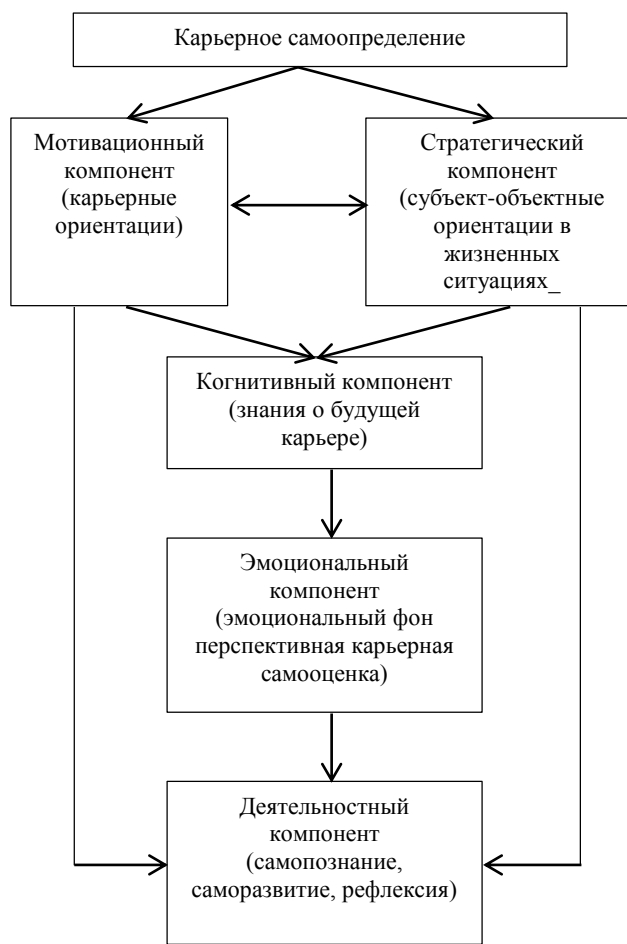 Карьерное самоопределение
Мотивационный
компонент
(карьерные
ориентации)
Стратегический
компонент
(субъект-объектные
ориентации в
жизненных
ситуациях_
Когнитивный компонент
(знания о будущей
карьере)
Эмоциональный
компонент
(эмоциональный фон
перспективная карьерная
самооценка)
Деятельностный
компонент
(самопознание,
саморазвитие, рефлексия)